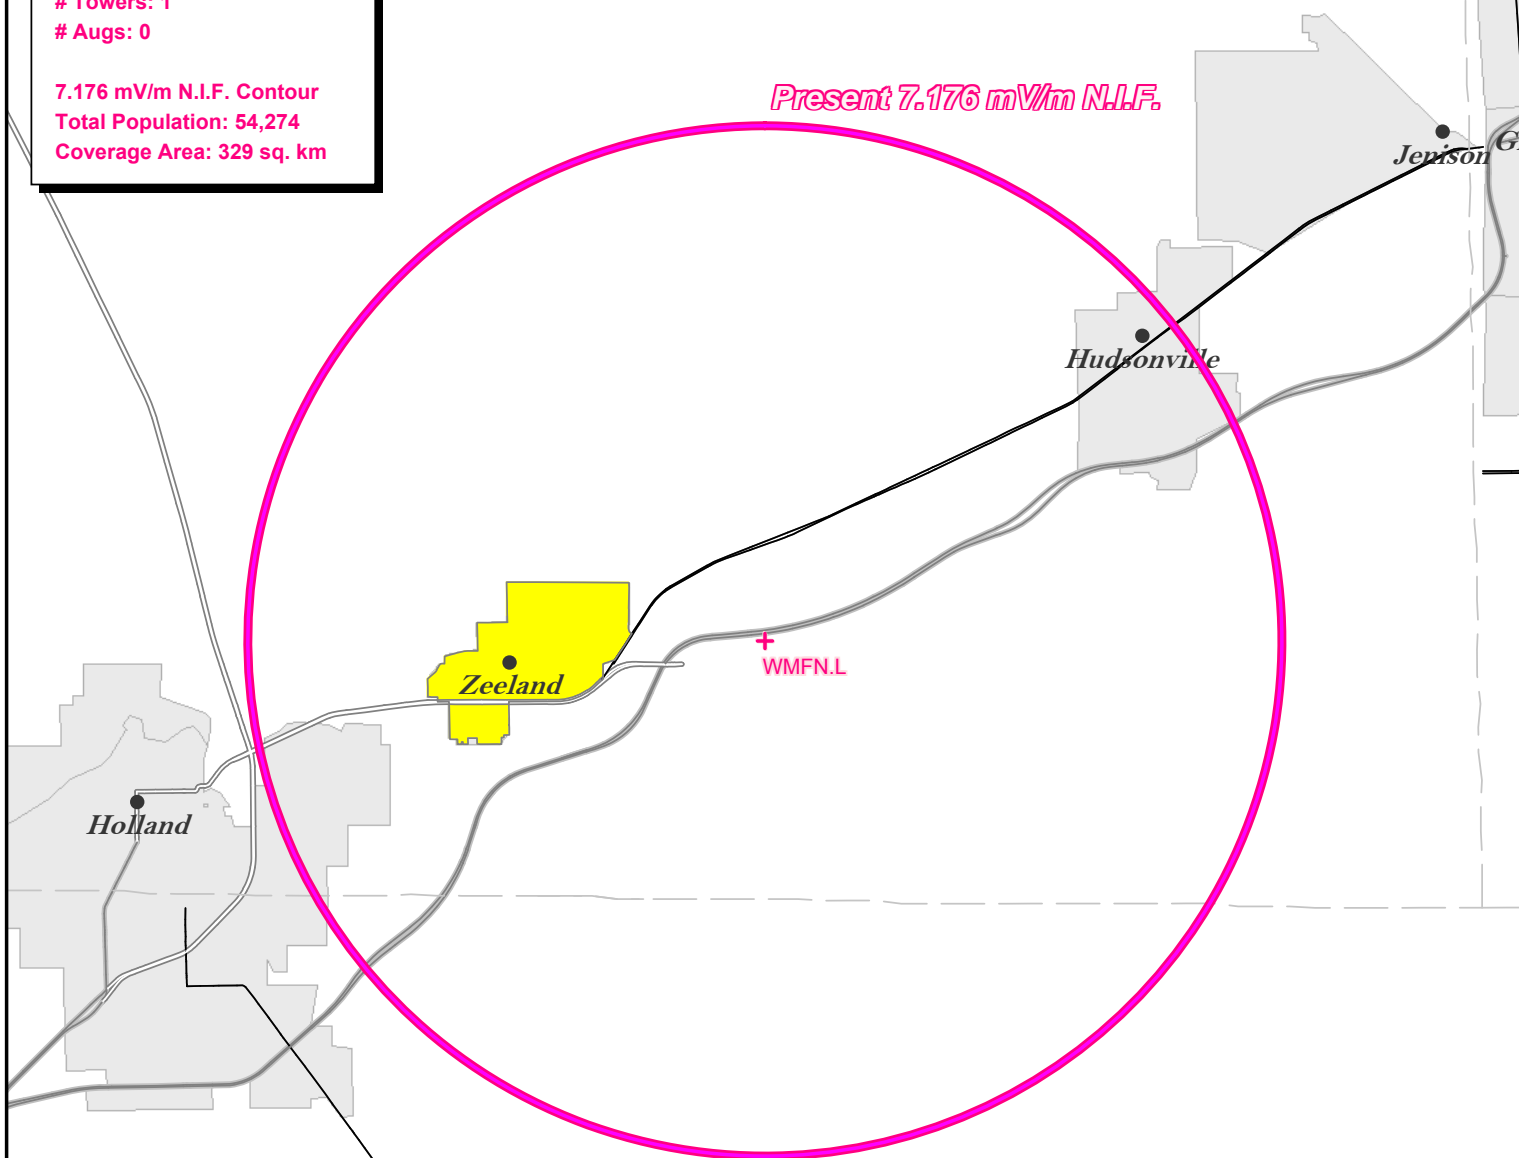 # Towers: 1
# Augs: 0
7.176 mV/m N.I.F. Contour
Total Population: 54,274
Coverage Area: 329 sq. km
Present 7.176 mV/m N.I.F.
Jenison
Hudsonville
WMFN.L
Zeeland
Holland